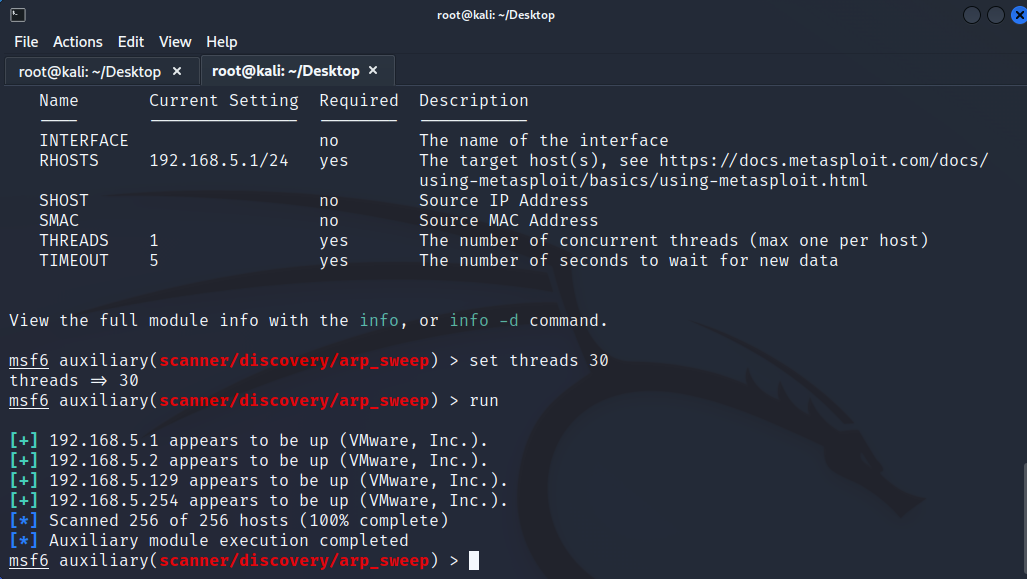 root@kali: ~/Desktop
File Actions Edit View Help
root@kali: ~/Desktop × root@kali: ~/Desktop ×
Name Current Setting Required Description
INTERFACE no The name of the interface
RHOSTS 192.168.5.1/24 yes The target host(s), see https://docs.metasploit.com/docs/
using-metasploit/basics/using-metasploit.html
SHOST no Source IP Address
SMAC no Source MAC Address
THREADS 1 yes The number of concurrent threads (max one per host)
TIMEOUT 5 yes The number of seconds to wait for new data
View the full module info with the info, or info -d command.
msf6 auxiliary(scanner/discovery/arp_sweep) > set threads 30
threads => 30
msf6 auxiliary(scanner/discovery/arp_sweep) > run
[+] 192.168.5.1 appears to be up (VMware, Inc.).
[+] 192.168.5.2 appears to be up (VMware, Inc.).
[+] 192.168.5.129 appears to be up (VMware, Inc.).
[+] 192.168.5.254 appears to be up (VMware, Inc.).
[*] Scanned 256 of 256 hosts (100% complete)
[*] Auxiliary module execution completed
msf6 auxiliary(scanner/discovery/arp_sweep) >